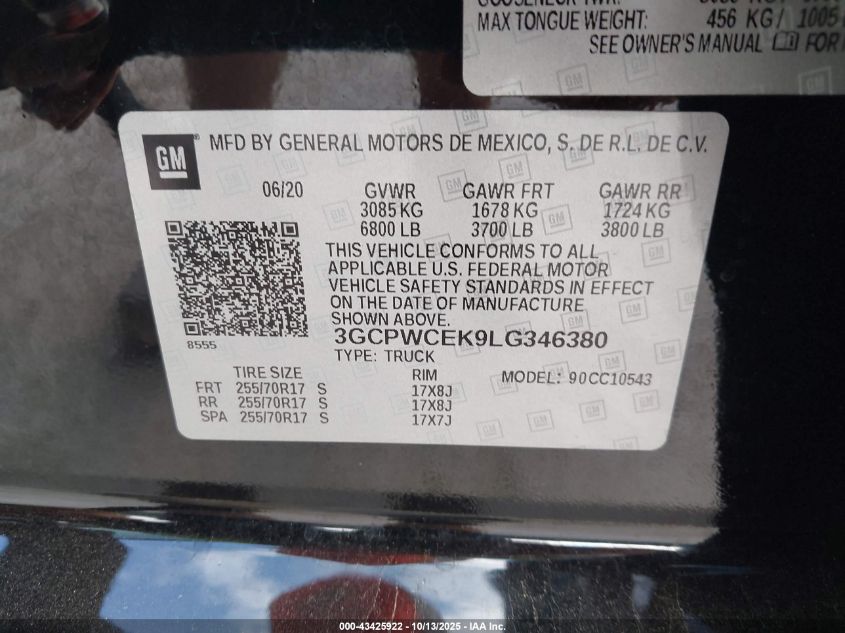 MAX TONGUE WEIGHT: 456 KG / 1005
SEE OWNER'S MANUAL FOR
GM
MFD BY GENERAL MOTORS DE MEXICO, S. DE R.L. DE C.V.
06/20 GVWR GAWR FRT GAWR RR
3085 KG 1678 KG 1724 KG
6800 LB 3700 LB 3800 LB
THIS VEHICLE CONFORMS TO ALL
APPLICABLE U.S. FEDERAL MOTOR
VEHICLE SAFETY STANDARDS IN EFFECT
ON THE DATE OF MANUFACTURE
SHOWN ABOVE.
8555
3GCPWCEK9LG346380
TYPE: TRUCK
TIRE SIZE RIM MODEL: 90CC10543
FRT 255/70R17 S 17X8J
RR 255/70R17 S 17X8J
SPA 255/70R17 S 17X7J
000-43425922 - 10/13/2025 - IAA Inc.